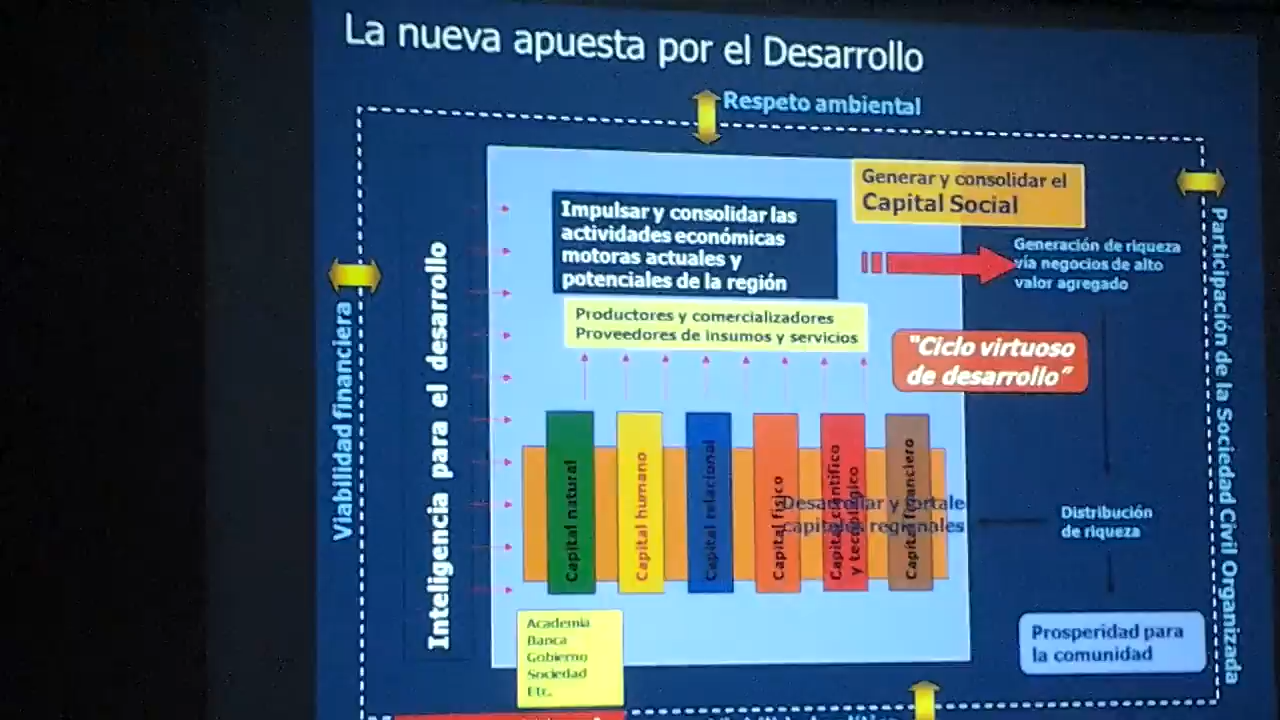 La nueva apuesta por el Desarrollo
Respeto ambiental
Generar y consolidar el
Capital Social
Impulsar y consolidar las
actividades económicas
motoras actuales y
potenciales de la región
Generación de riqueza
vía negocios de alto
valor agregado
Productores y comercializadores
Proveedores de insumos y servicios
"Ciclo virtuoso
de desarrollo"
Viabilidad financiera
Inteligencia para el desarrollo
Participación de la Sociedad Civil Organizada
Capital natural
Capital humano
Capital relacional
Capital físico
Capital científico
y tecnológico
Capital financiero
Desarrollar y fortale
capitales regionales
Distribución
de riqueza
Academia
Banca
Gobierno
Sociedad
Etc.
Prosperidad para
la comunidad